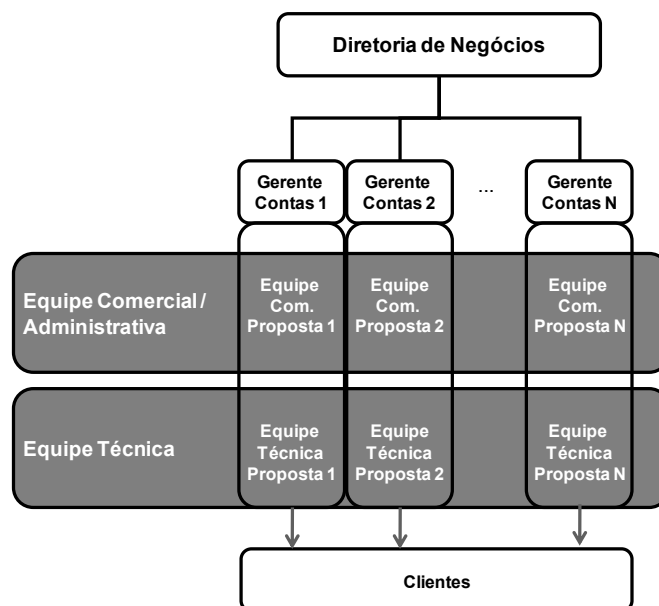 Diretoria de Negócios
Gerente
Contas 1
Gerente
Contas 2
...
Gerente
Contas N
Equipe Comercial /
Administrativa
Equipe
Com.
Proposta 1
Equipe
Com.
Proposta 2
Equipe
Com.
Proposta N
Equipe Técnica
Equipe
Técnica
Proposta 1
Equipe
Técnica
Proposta 2
Equipe
Técnica
Proposta N
Clientes